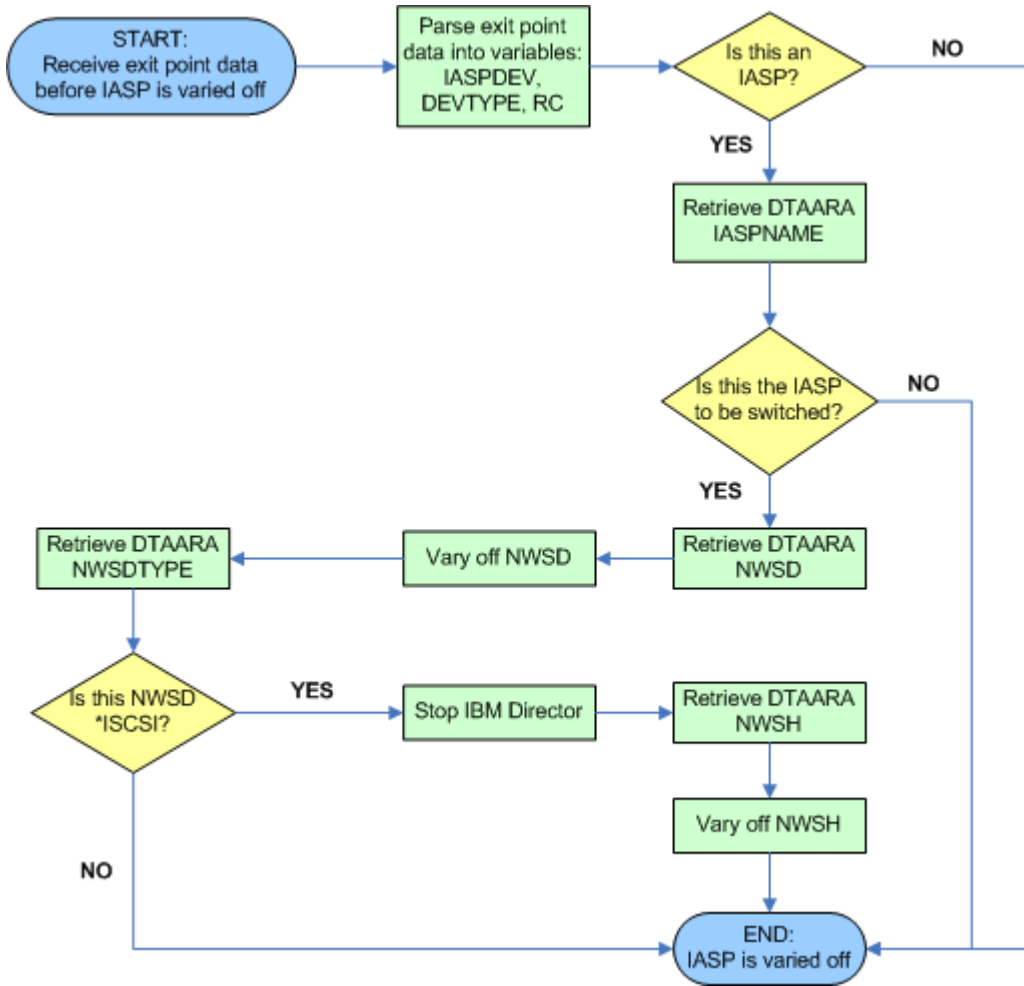 START:
Receive exit point data
before IASP is varied off
Parse exit point
data into variables:
IASPDEV,
DEVTYPE, RC
Is this an
IASP?
NO
YES
Retrieve DTAARA
IASPNAME
Is this the IASP
to be switched?
NO
YES
Retrieve DTAARA
NWSD
Vary off NWSD
Retrieve DTAARA
NWSDTYPE
Is this NWSD
*ISCSI?
YES
Stop IBM Director
Retrieve DTAARA
NWSH
Vary off NWSH
NO
END:
IASP is varied off